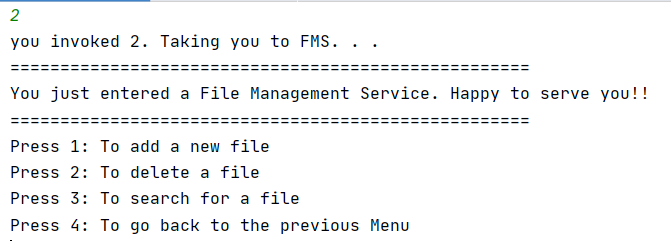 2
you invoked 2. Taking you to FMS. . .
====================================================
You just entered a File Management Service. Happy to serve you!!
====================================================
Press 1: To add a new file
Press 2: To delete a file
Press 3: To search for a file
Press 4: To go back to the previous Menu